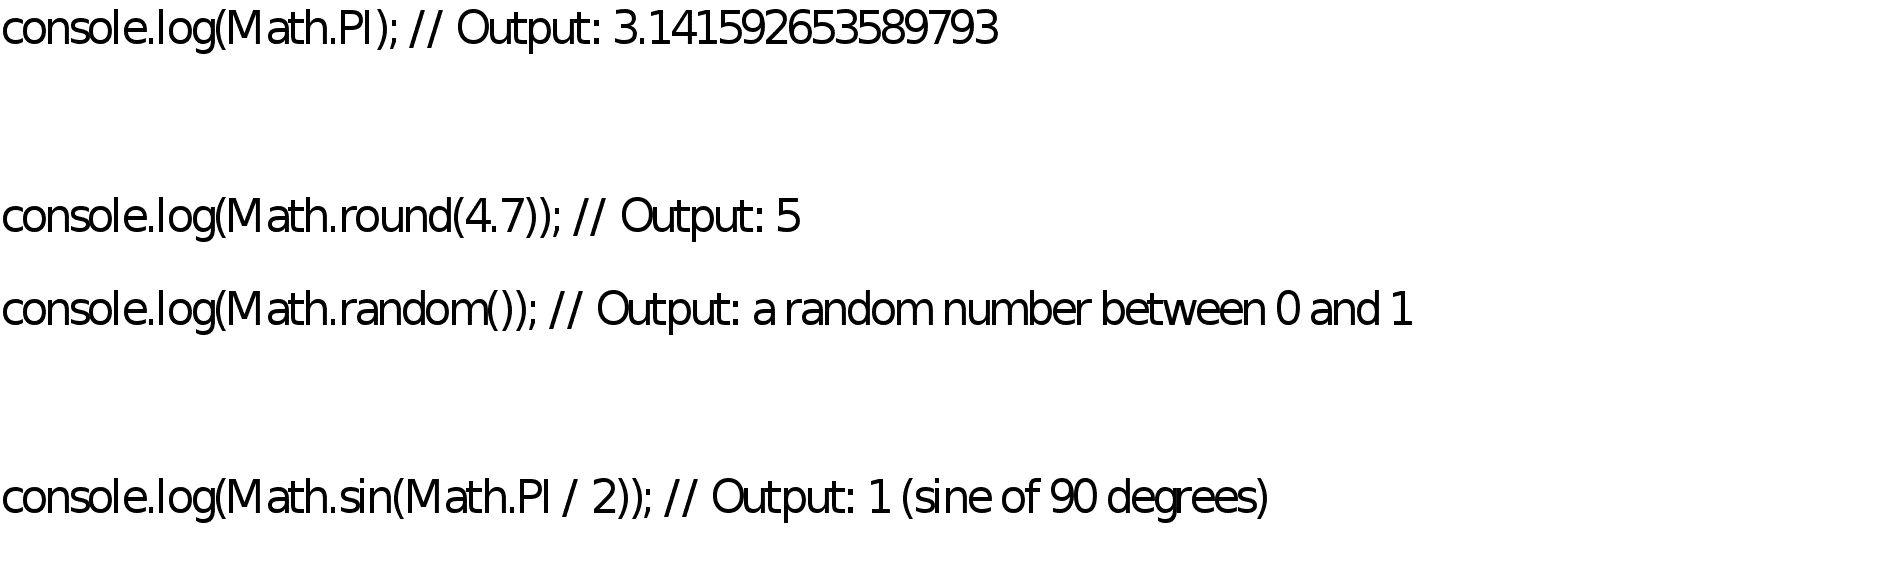 console.log(Math.PI); // Output: 3.141592653589793
console.log(Math.round(4.7)); // Output: 5
console.log(Math.random()); // Output: a random number between 0 and 1
console.log(Math.sin(Math.PI / 2)); // Output: 1 (sine of 90 degrees)